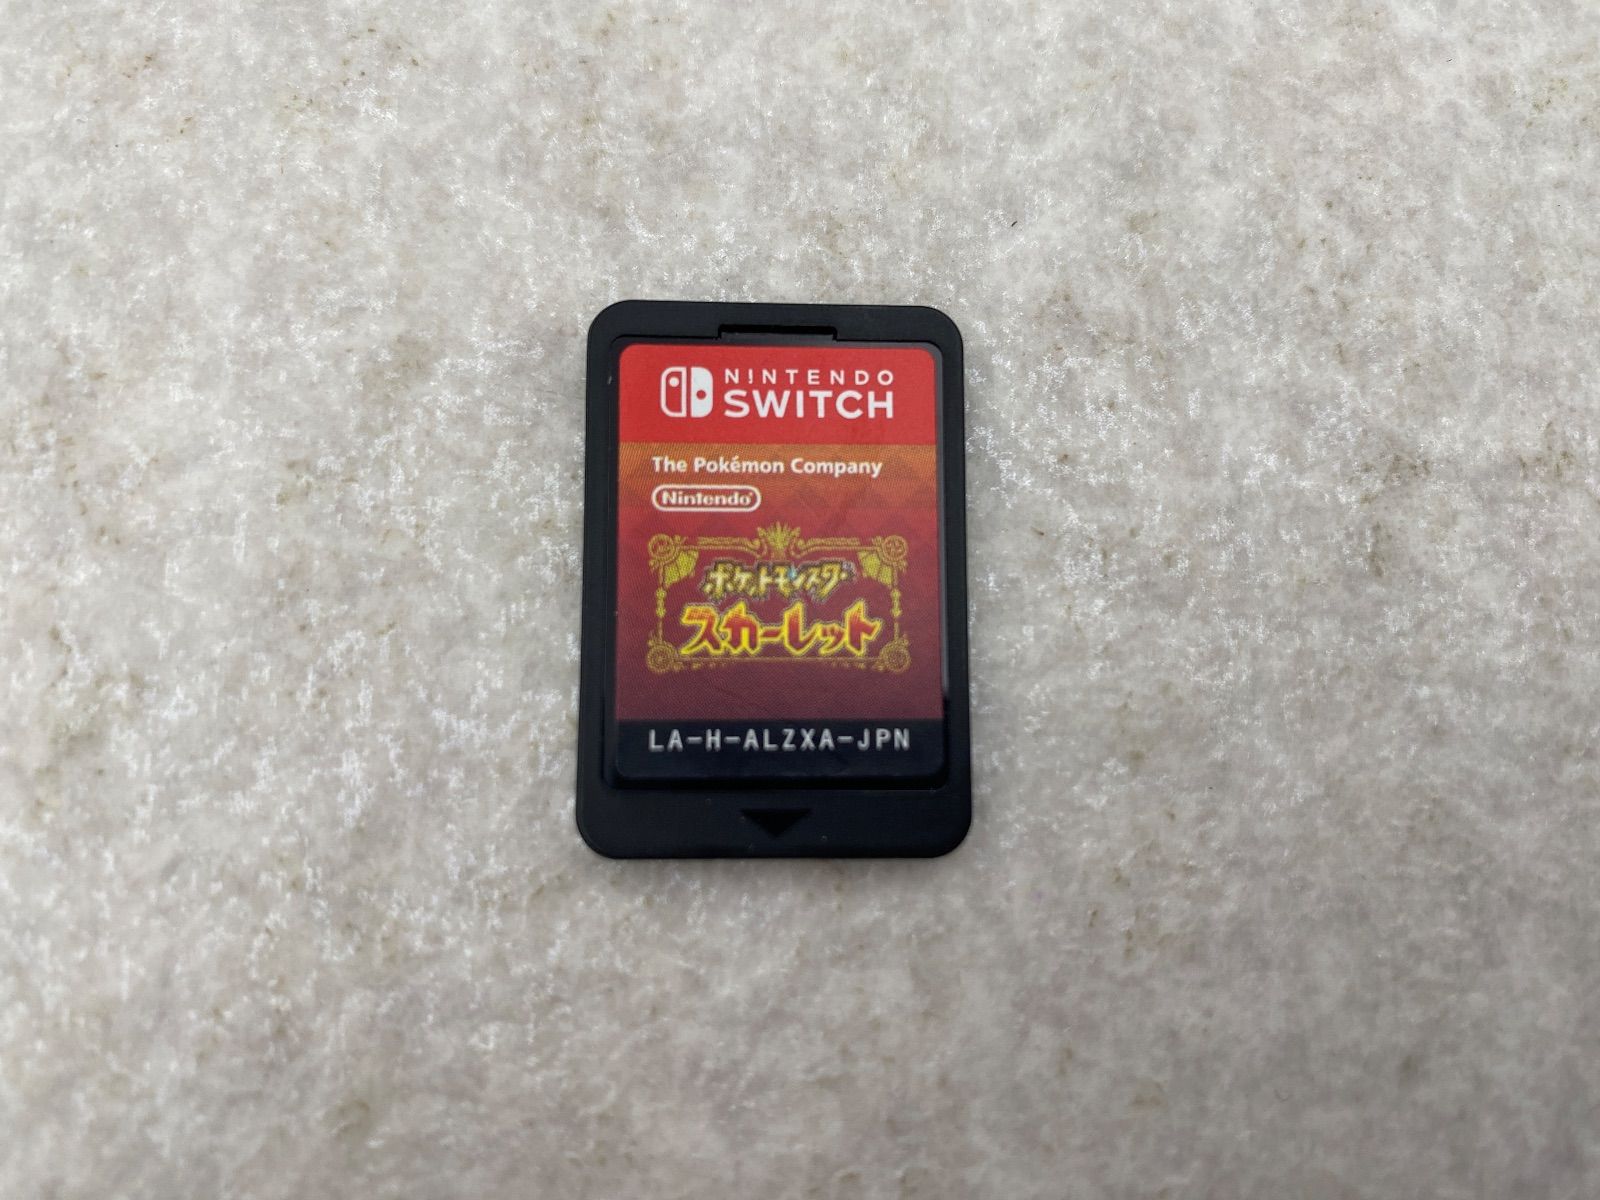 NINTENDO
SWITCH
The Pokémon Company
Nintendo
ポケットモンスター
スカーレット
LA-H-ALZXA-JPN